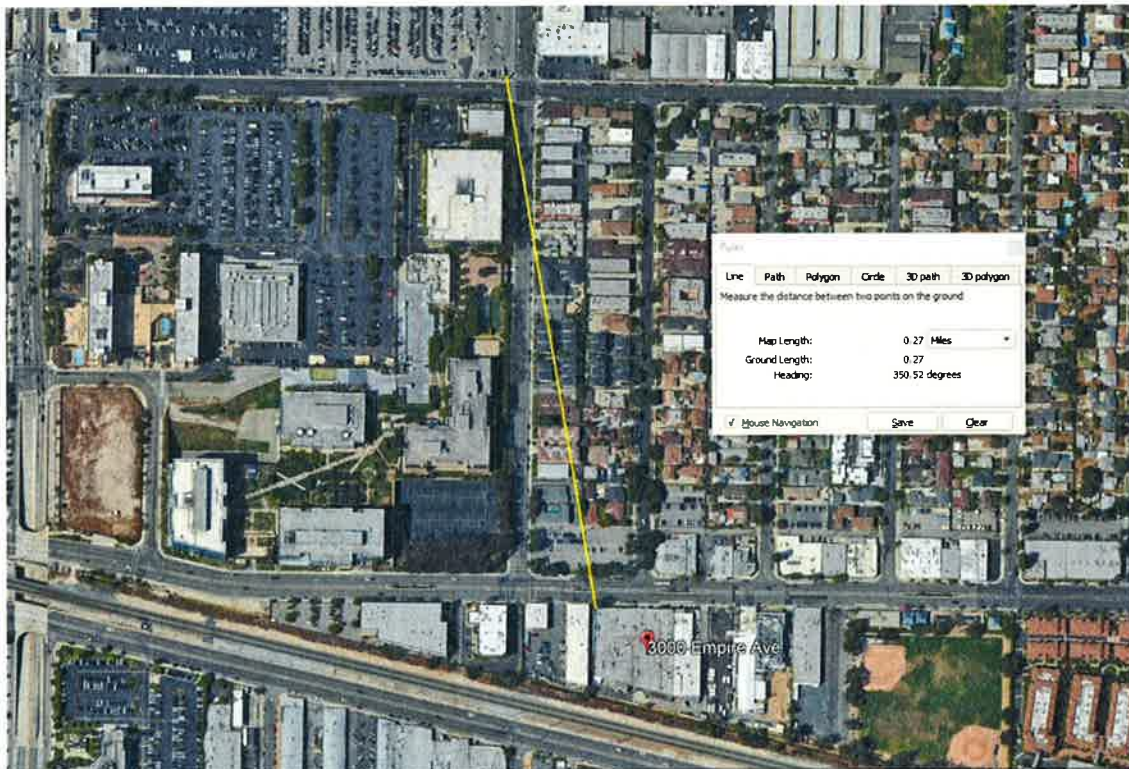 Ruler
Line Path Polygon Circle 3D path 3D polygon
Measure the distance between two points on the ground
Map Length: 0.27 Miles
Ground Length: 0.27
Heading: 350.52 degrees
Mouse Navigation Save Clear
3000 Empire Ave